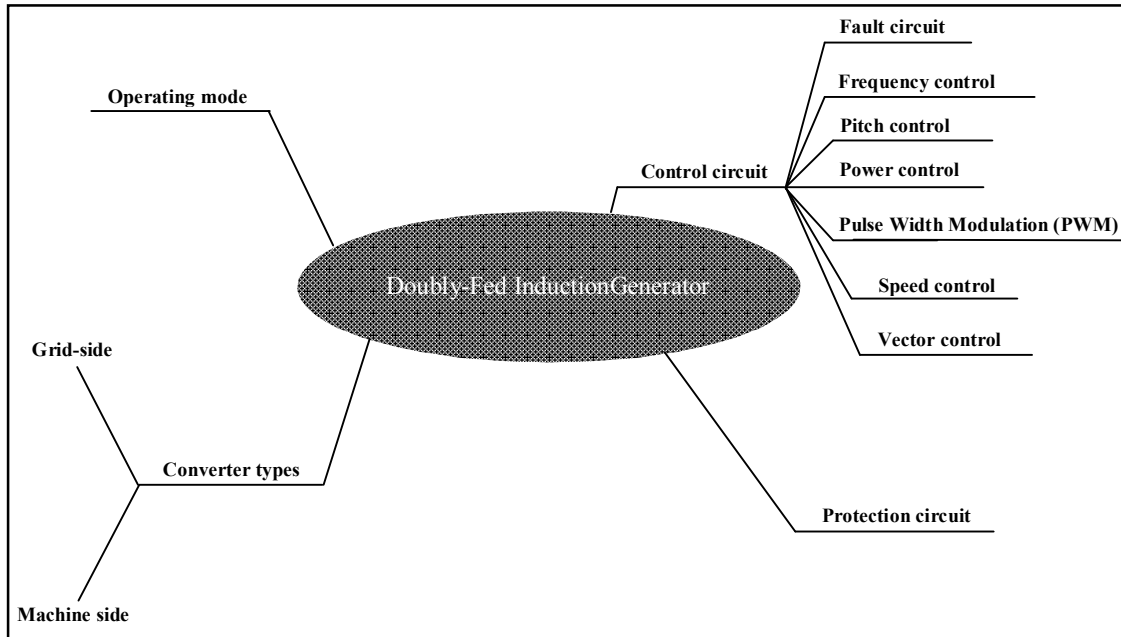 Fault circuit
Operating mode
Frequency control
Pitch control
Control circuit
Power control
Pulse Width Modulation (PWM)
Doubly-Fed InductionGenerator
Speed control
Vector control
Grid-side
Converter types
Protection circuit
Machine side